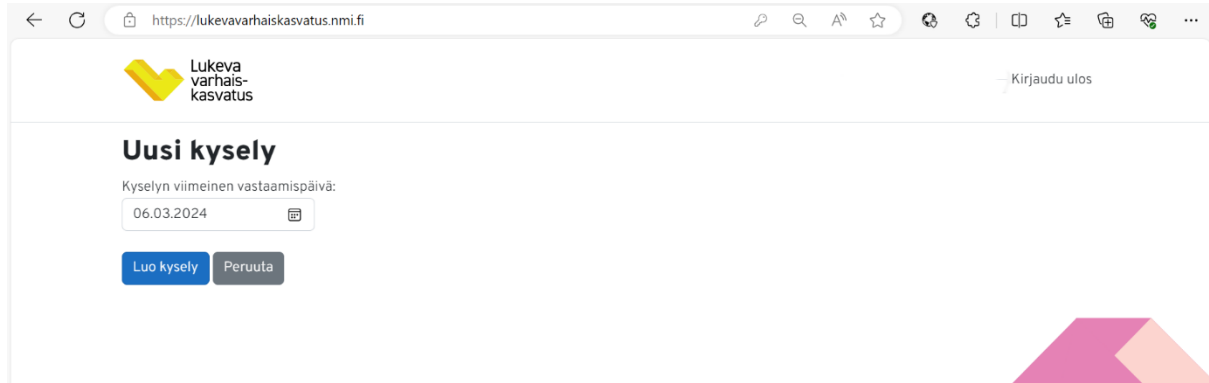 https://lukevavarhaiskasvatus.nmi.fi
Lukeva
varhais-
kasvatus
Kirjaudu ulos
Uusi kysely
Kyselyn viimeinen vastaamispäivä:
06.03.2024
Luo kysely Peruuta